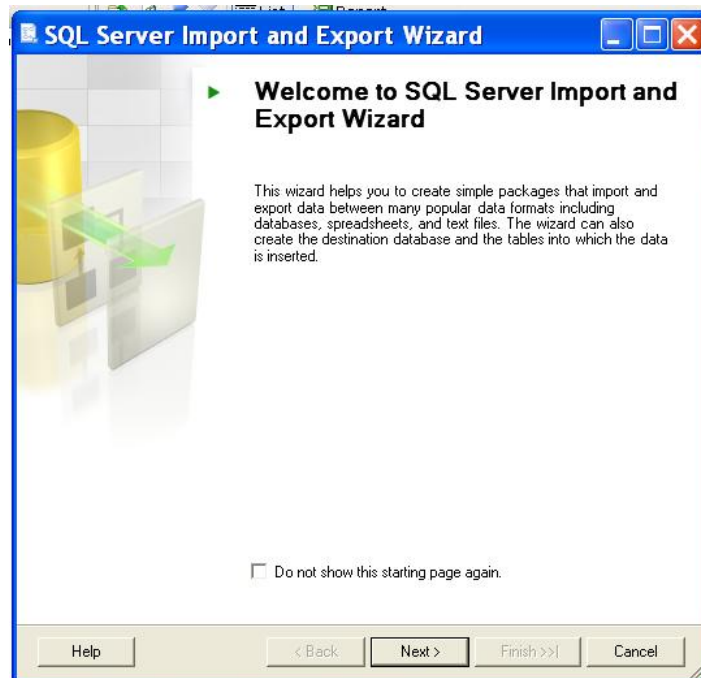 List Report
SQL Server Import and Export Wizard
Welcome to SQL Server Import and
Export Wizard
This wizard helps you to create simple packages that import and
export data between many popular data formats including
databases, spreadsheets, and text files. The wizard can also
create the destination database and the tables into which the data
is inserted.
Do not show this starting page again.
Help < Back Next > Finish >>| Cancel